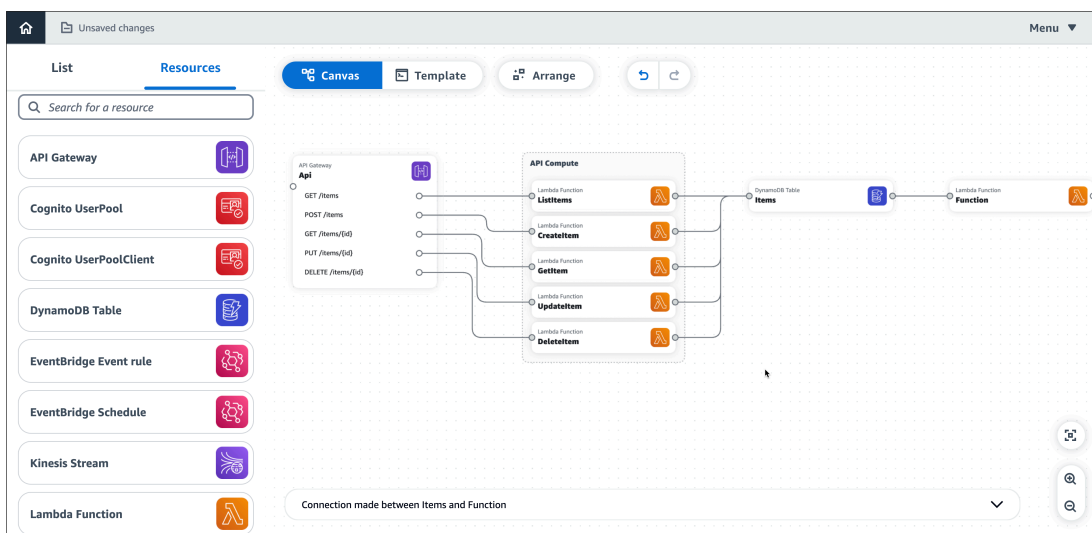 Unsaved changes
Menu ▼
List
Resources
Canvas
Template
Arrange
Search for a resource
API Gateway
Cognito UserPool
Cognito UserPoolClient
DynamoDB Table
EventBridge Event rule
EventBridge Schedule
Kinesis Stream
Lambda Function
API Gateway
Api
GET /items
POST /items
GET /items/{id}
PUT /items/{id}
DELETE /items/{id}
API Compute
Lambda Function
ListItems
Lambda Function
CreateItem
Lambda Function
GetItem
Lambda Function
UpdateItem
Lambda Function
DeleteItem
DynamoDB Table
Items
Lambda Function
Function
Connection made between Items and Function